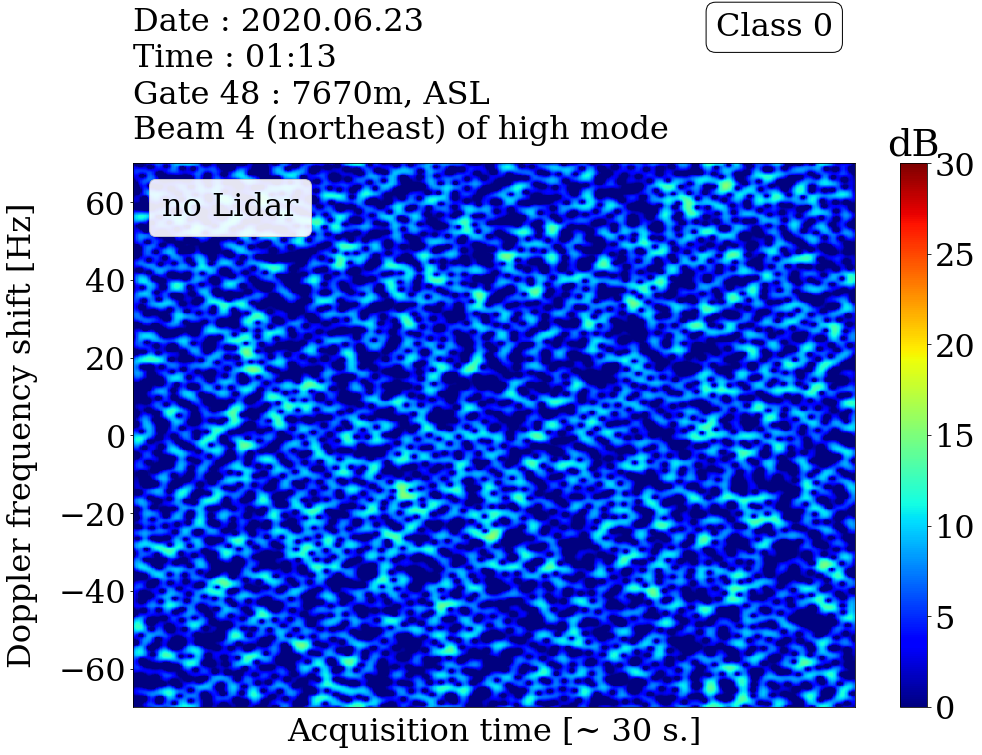 Date : 2020.06.23
Time : 01:13
Gate 48 : 7670m, ASL
Beam 4 (northeast) of high mode
Class 0
dB
no Lidar
Doppler frequency shift [Hz]
60
40
20
0
−20
−40
−60
30
25
20
15
10
5
0
Acquisition time [~ 30 s.]